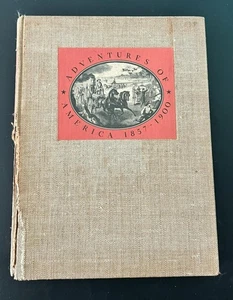 ★ ADVENTURES OF ★
AMERICA 1857-1900